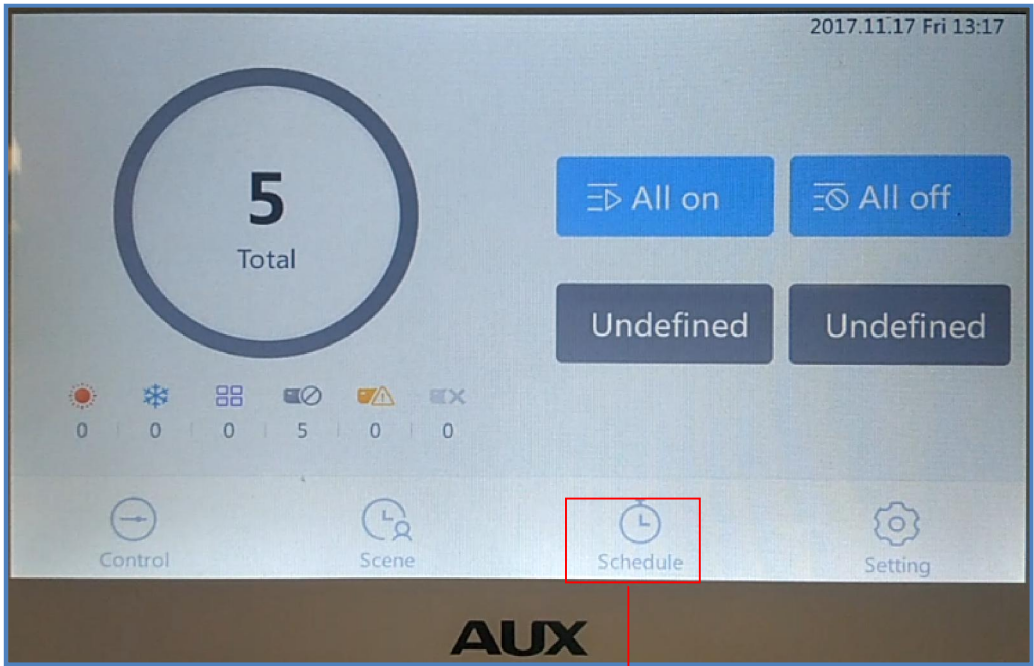 2017.11.17 Fri 13:17
5
Total
All on
All off
Undefined
Undefined
0 0 0 5 0 0
Control
Scene
Schedule
Setting
AUX